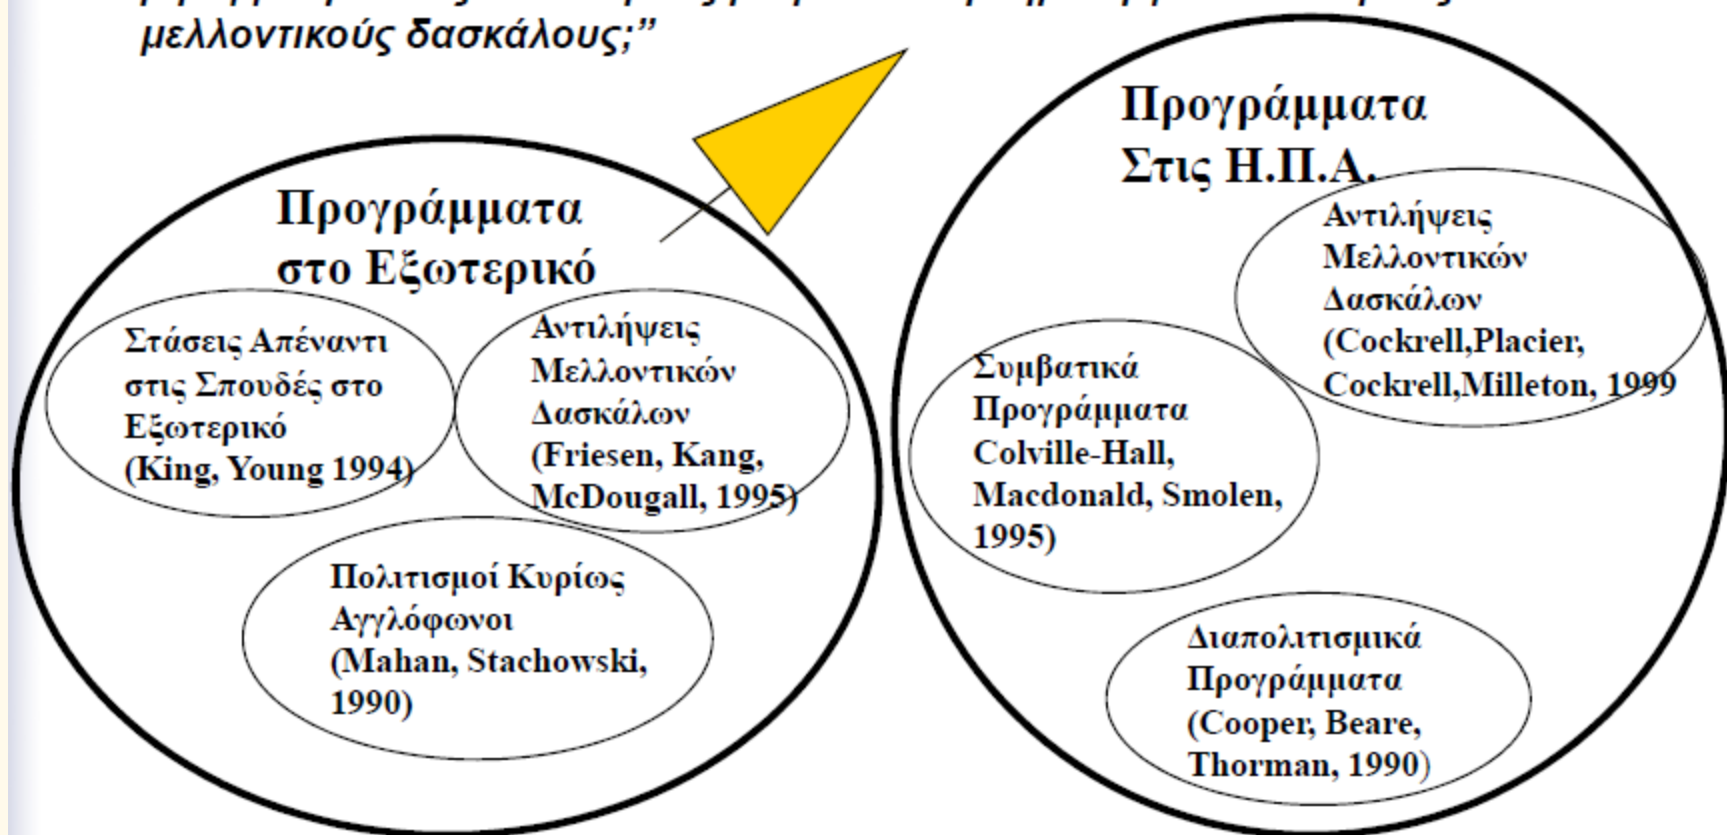 μελλοντικούς δασκάλους;”
Προγράμματα
στο Εξωτερικό
Στάσεις Απέναντι
στις Σπουδές στο
Εξωτερικό
(King, Young 1994)
Αντιλήψεις
Μελλοντικών
Δασκάλων
(Friesen, Kang,
McDougall, 1995)
Πολιτισμοί Κυρίως
Αγγλόφωνοι
(Mahan, Stachowski,
1990)
Προγράμματα
Στις Η.Π.Α.
Αντιλήψεις
Μελλοντικών
Δασκάλων
(Cockrell,Placier,
Cockrell,Milleton, 1999
Συμβατικά
Προγράμματα
Colville-Hall,
Macdonald, Smolen,
1995)
Διαπολιτισμικά
Προγράμματα
(Cooper, Beare,
Thorman, 1990)